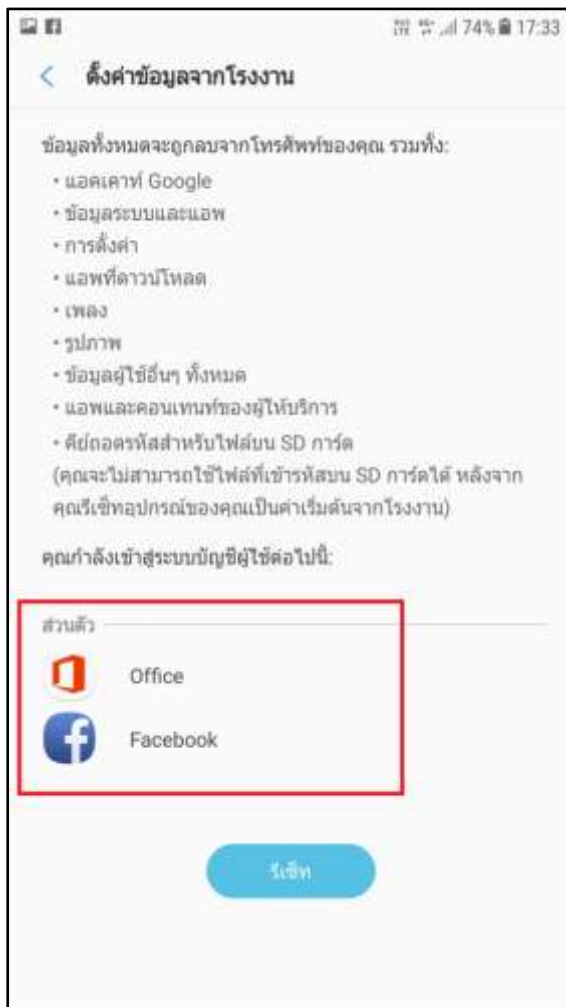 74% 17:33
ตั้งค่าข้อมูลจากโรงงาน
ข้อมูลทั้งหมดจะถูกลบจากโทรศัพท์ของคุณ รวมทั้ง:
• แอคเคาท์ Google
• ข้อมูลระบบและแอพ
• การตั้งค่า
• แอพที่ดาวน์โหลด
• เพลง
• รูปภาพ
• ข้อมูลผู้ใช้อื่นๆ ทั้งหมด
• แอพและคอนเทนท์ของผู้ให้บริการ
• คีย์ถอดรหัสสำหรับไฟล์บน SD การ์ด
(คุณจะไม่สามารถใช้ไฟล์ที่เข้ารหัสบน SD การ์ดได้ หลังจาก
คุณรีเซ็ทอุปกรณ์ของคุณเป็นค่าเริ่มต้นจากโรงงาน)
คุณกำลังเข้าสู่ระบบบัญชีผู้ใช้ต่อไปนี้:
ส่วนตัว
Office
Facebook
รีเซ็ท